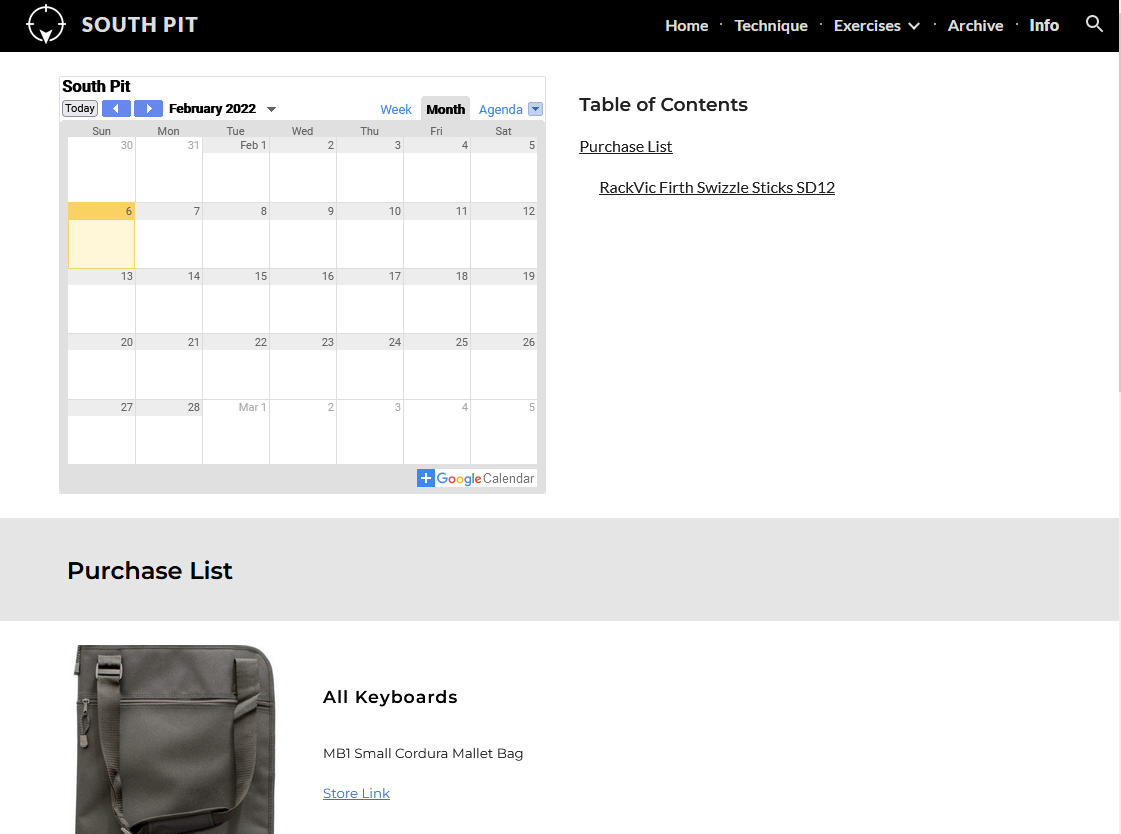 SOUTH PIT
Home · Technique · Exercises · Archive · Info
South Pit
Today February 2022 Week Month Agenda
Sun Mon Tue Wed Thu Fri Sat
30 31 Feb 1 2 3 4 5
6 7 8 9 10 11 12
13 14 15 16 17 18 19
20 21 22 23 24 25 26
27 28 Mar 1 2 3 4 5
Google Calendar
Table of Contents
Purchase List
RackVic Firth Swizzle Sticks SD12
Purchase List
All Keyboards
MB1 Small Cordura Mallet Bag
Store Link